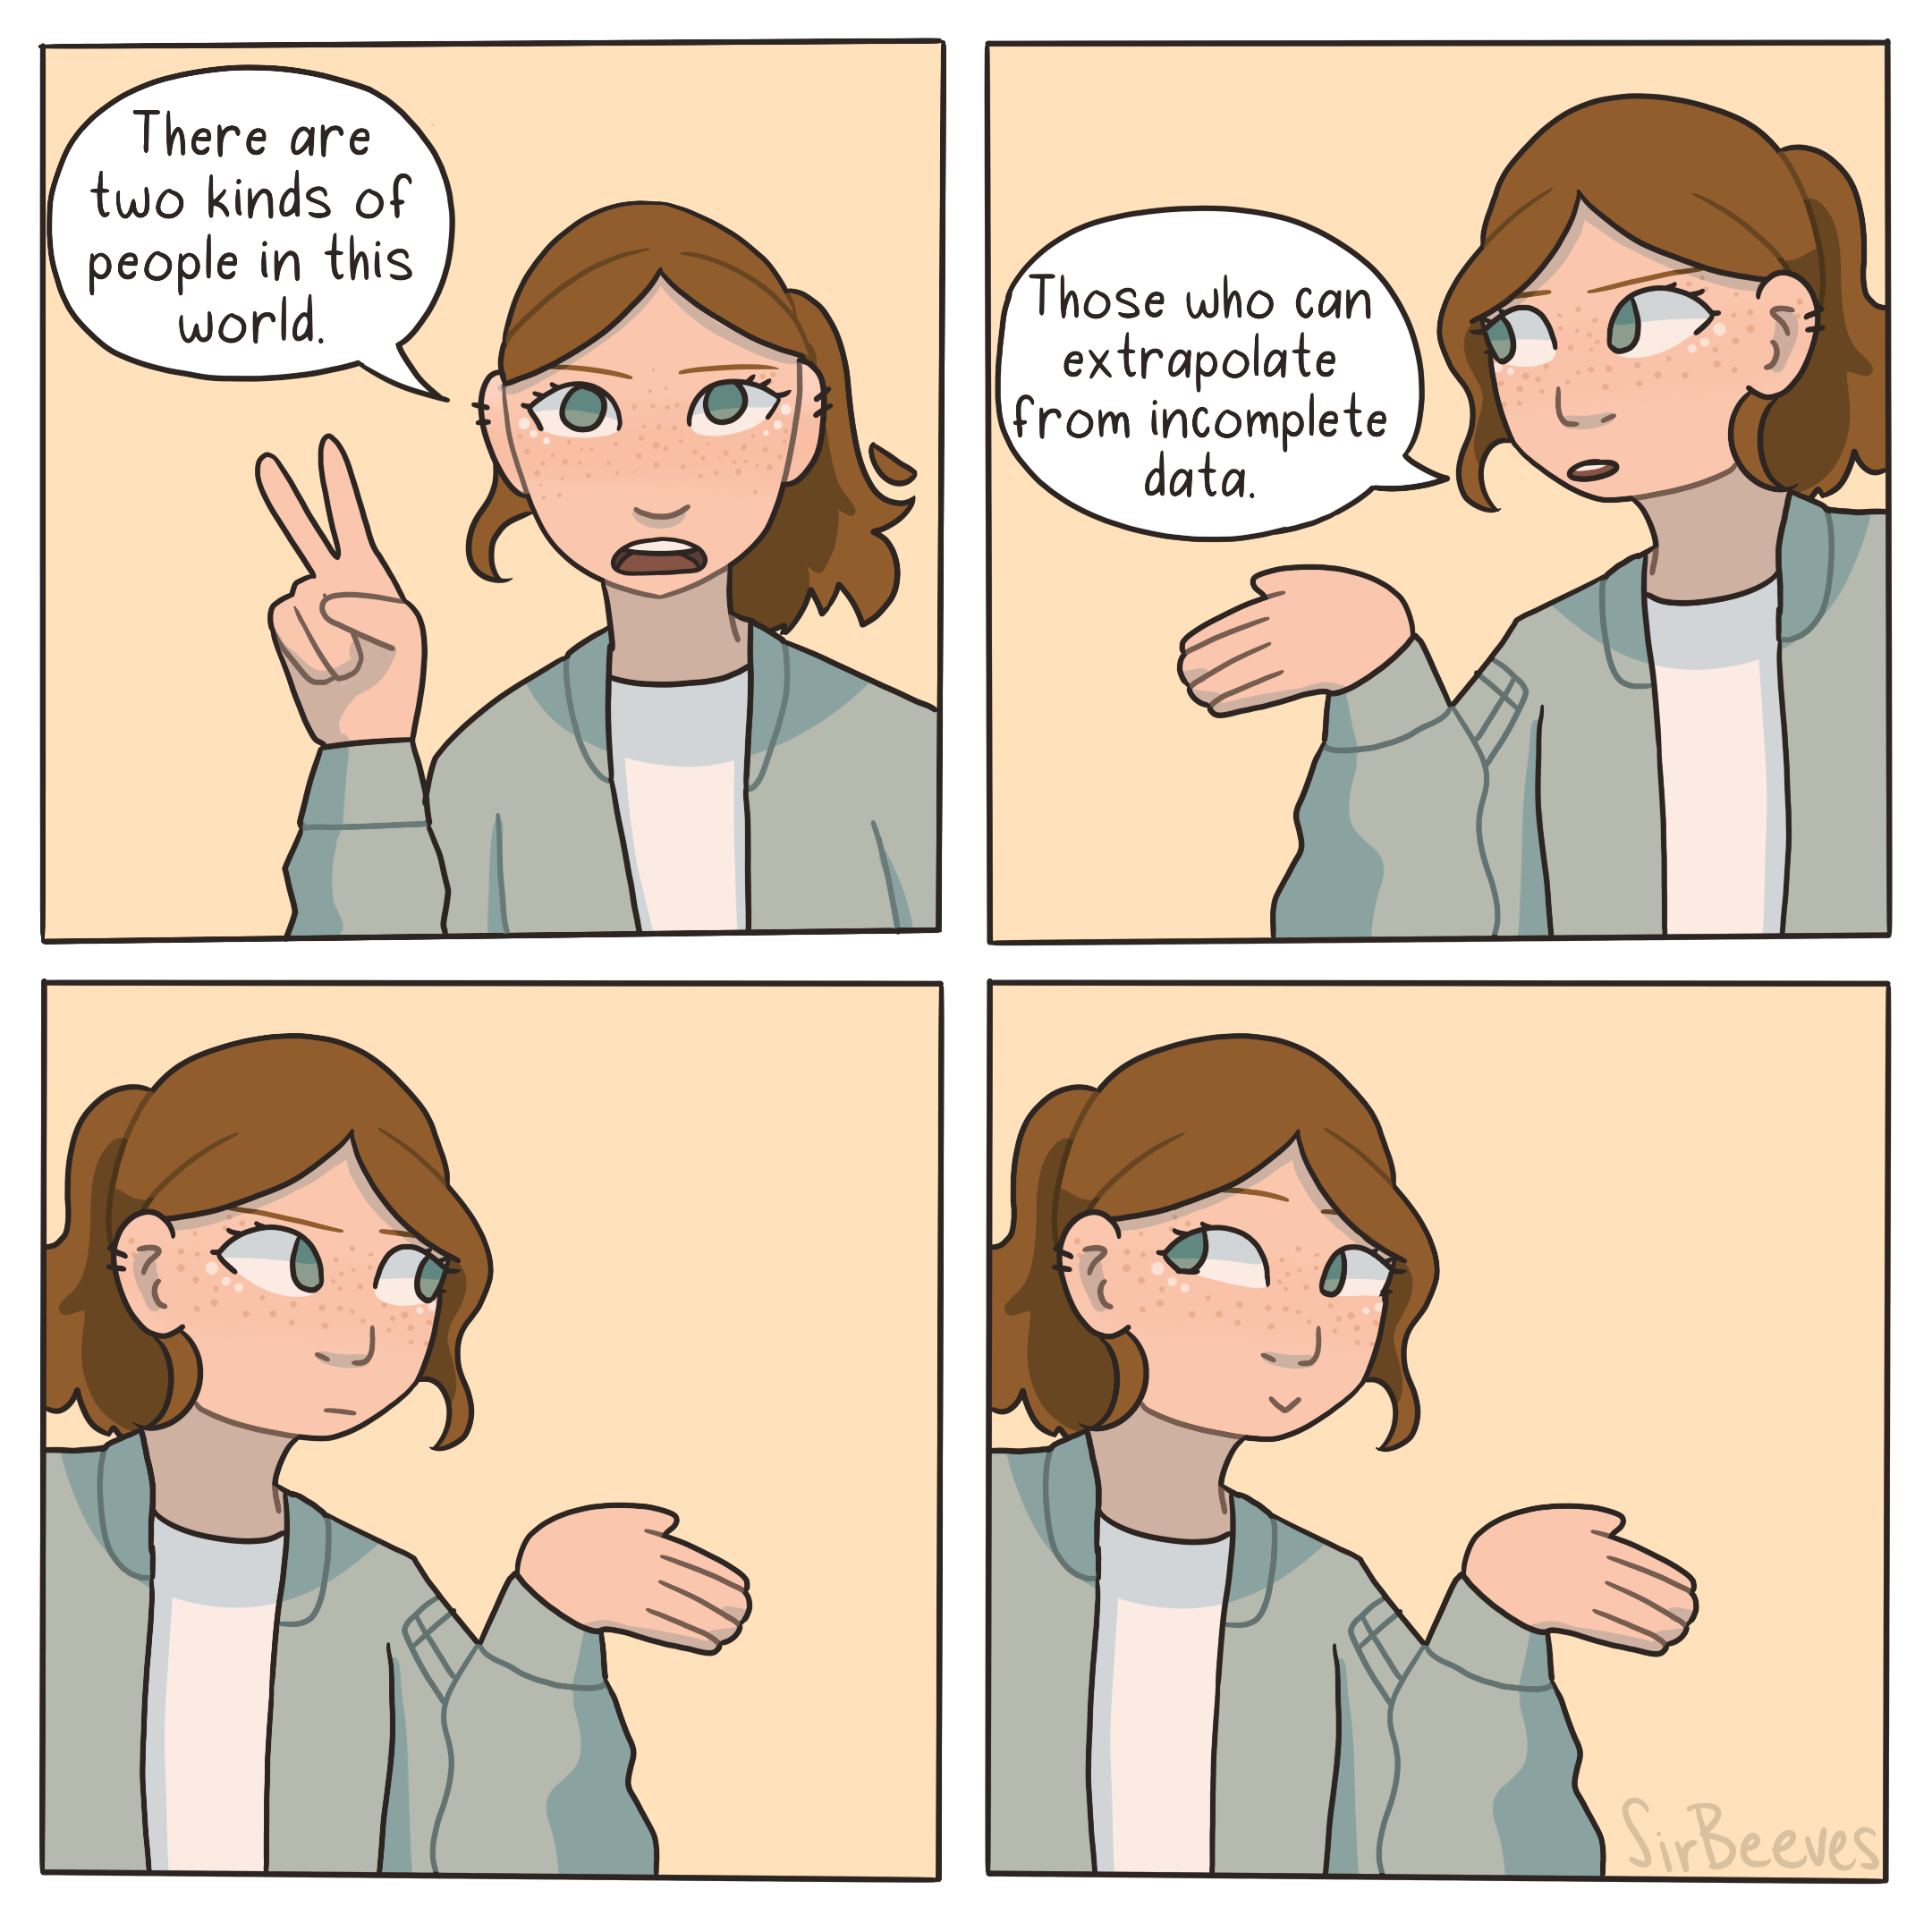 There are
two kinds of
people in this
world.
Those who can
extrapolate
from incomplete
data.
SirBeeves